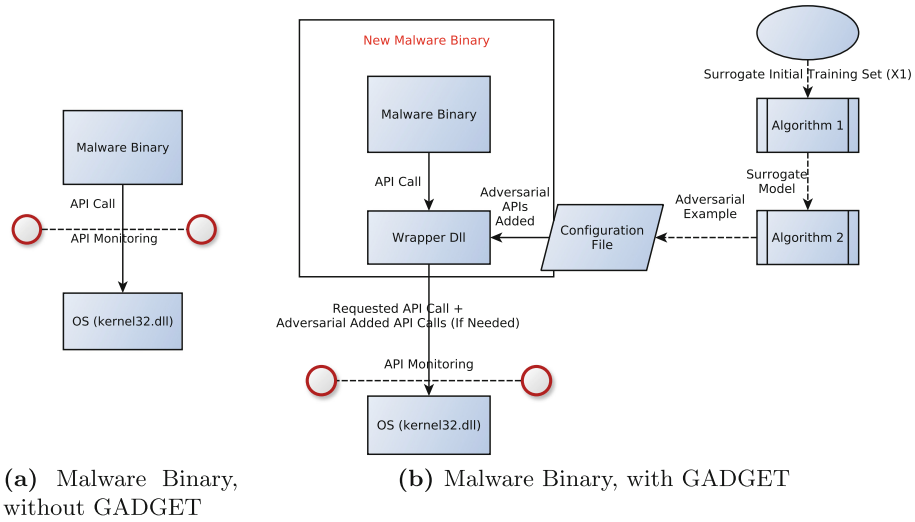 Malware Binary
API Call
API Monitoring
OS (kernel32.dll)
(a) Malware Binary,
without GADGET
New Malware Binary
Malware Binary
API Call
Wrapper Dll
Adversarial
APIs
Added
Configuration
File
Adversarial
Example
Surrogate Initial Training Set (X1)
Algorithm 1
Surrogate
Model
Algorithm 2
Requested API Call +
Adversarial Added API Calls (If Needed)
API Monitoring
OS (kernel32.dll)
(b) Malware Binary, with GADGET